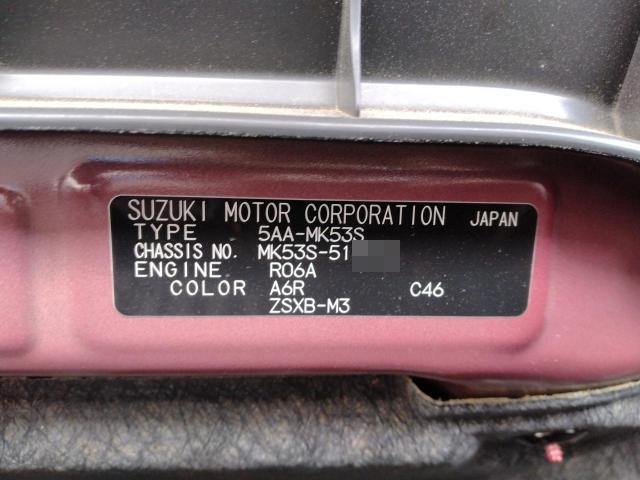 SUZUKI MOTOR CORPORATION JAPAN
TYPE 5AA-MK53S
CHASSIS NO. MK53S-51
ENGINE R06A
COLOR A6R C46
ZSXB-M3